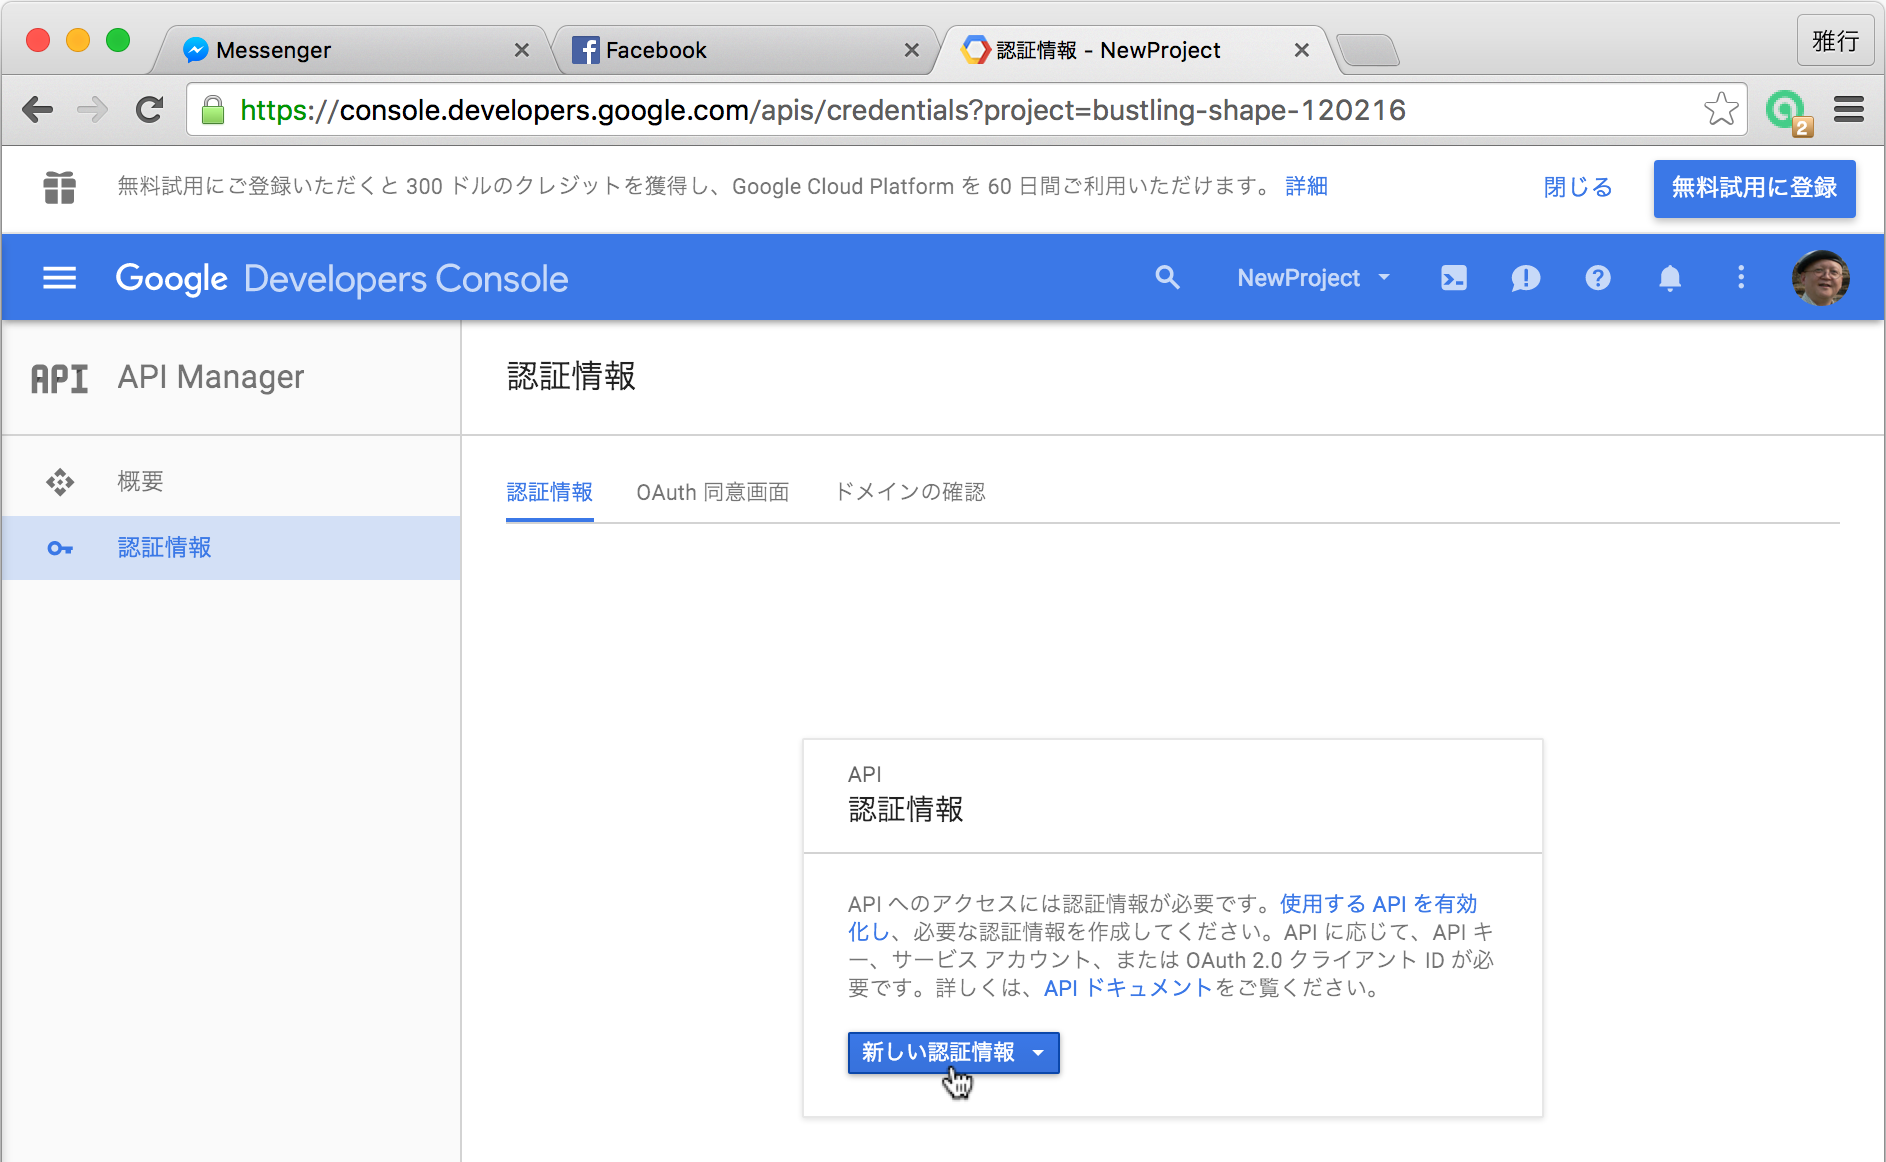 Messenger
Facebook
認証情報 - NewProject
雅行
https://console.developers.google.com/apis/credentials?project=bustling-shape-120216
2
無料試用にご登録いただくと 300 ドルのクレジットを獲得し、Google Cloud Platform を 60 日間ご利用いただけます。 詳細
閉じる
無料試用に登録
Google Developers Console
NewProject
API API Manager
認証情報
概要
認証情報
認証情報
OAuth 同意画面
ドメインの確認
API
認証情報
API へのアクセスには認証情報が必要です。使用する API を有効
化し、必要な認証情報を作成してください。API に応じて、API キ
ー、サービス アカウント、または OAuth 2.0 クライアント ID が必
要です。詳しくは、API ドキュメントをご覧ください。
新しい認証情報